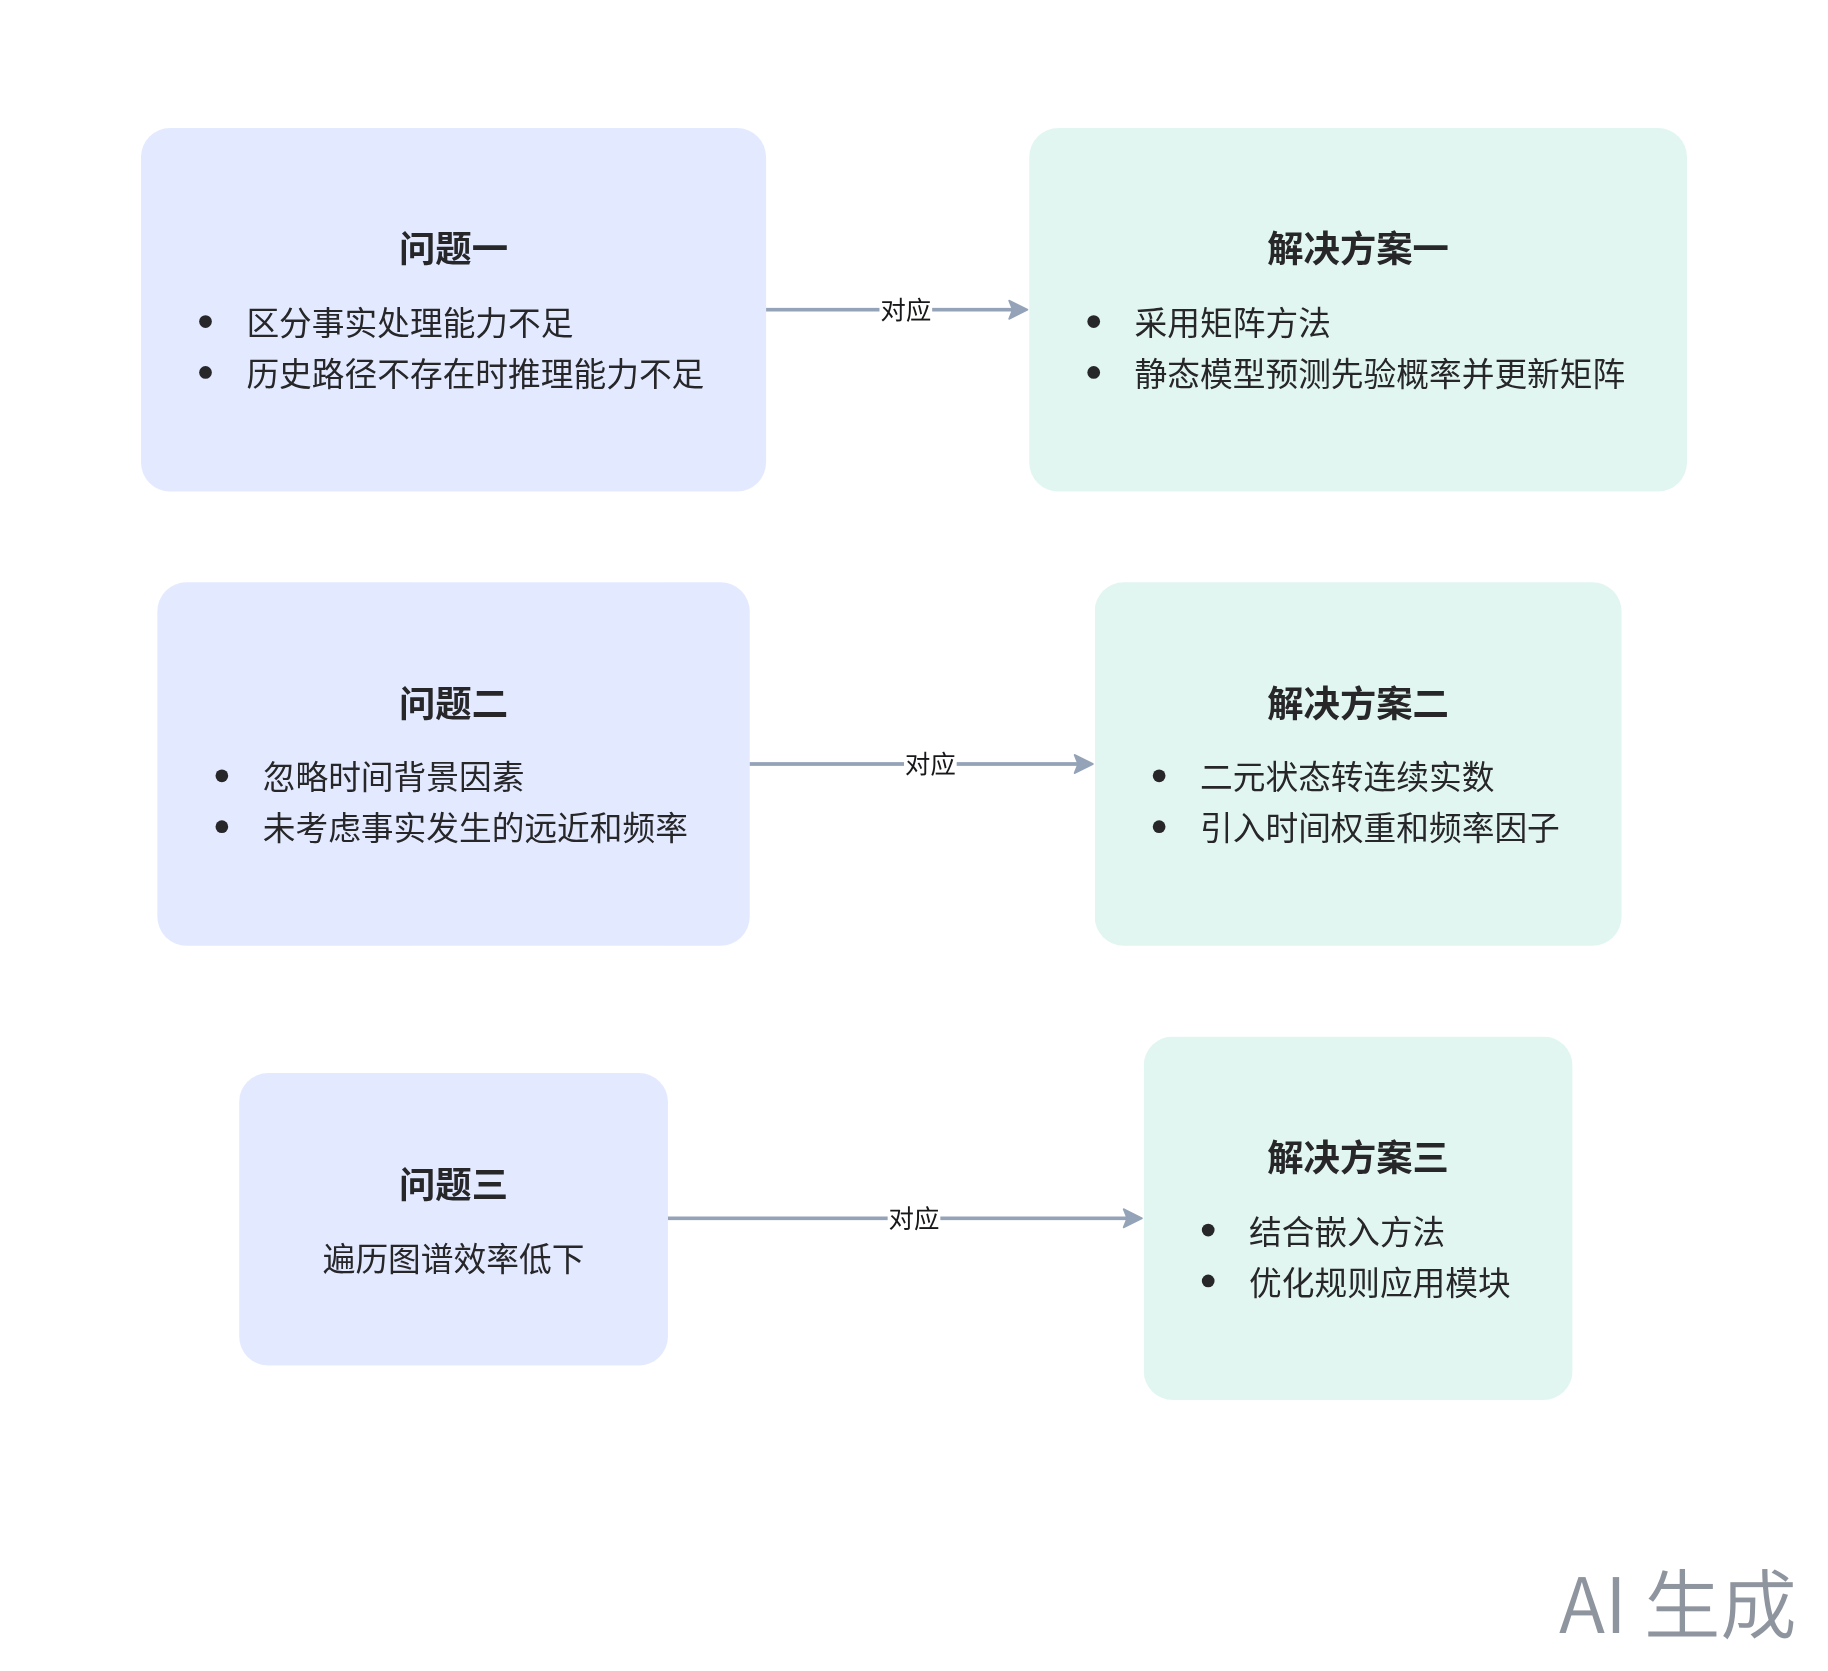 问题一
• 区分事实处理能力不足
• 历史路径不存在时推理能力不足
对应
解决方案一
• 采用矩阵方法
• 静态模型预测先验概率并更新矩阵
问题二
• 忽略时间背景因素
• 未考虑事实发生的远近和频率
对应
解决方案二
• 二元状态转连续实数
• 引入时间权重和频率因子
问题三
遍历图谱效率低下
对应
解决方案三
• 结合嵌入方法
• 优化规则应用模块
AI 生成